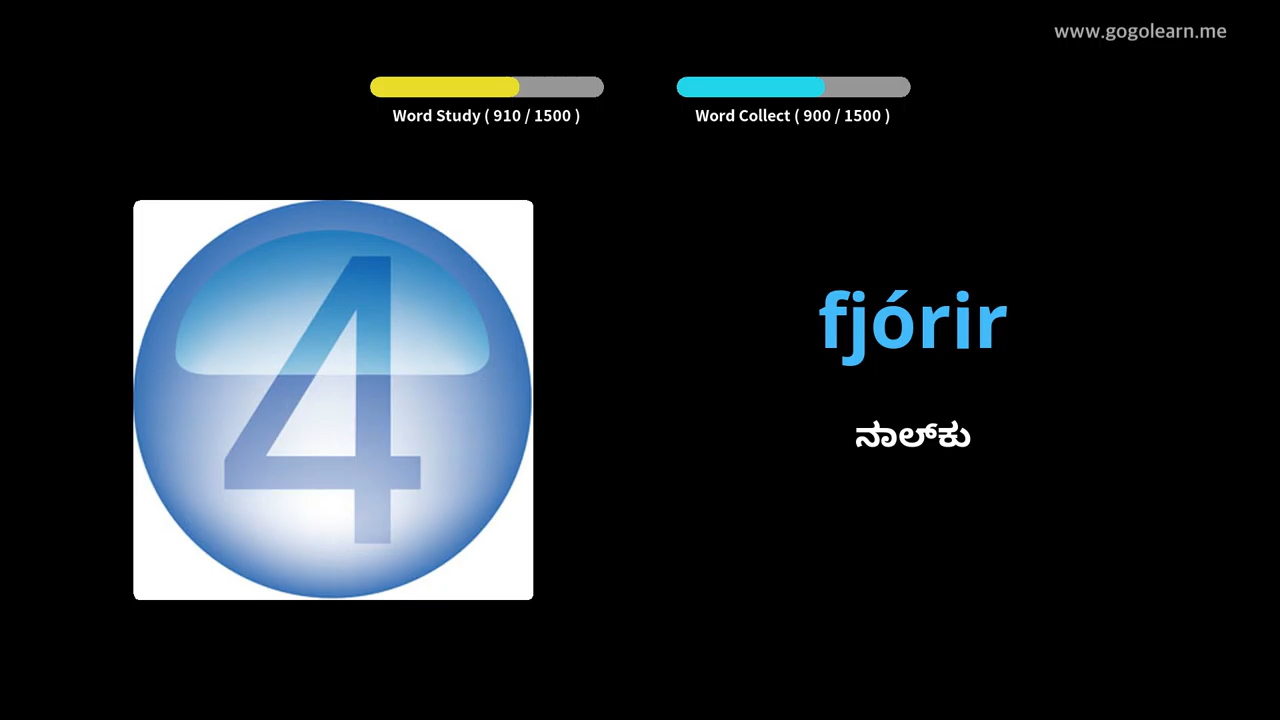 www.gogolearn.me
Word Study ( 910 / 1500 )
Word Collect ( 900 / 1500 )
4
fjórir
ನಾಲ್‌ಕು